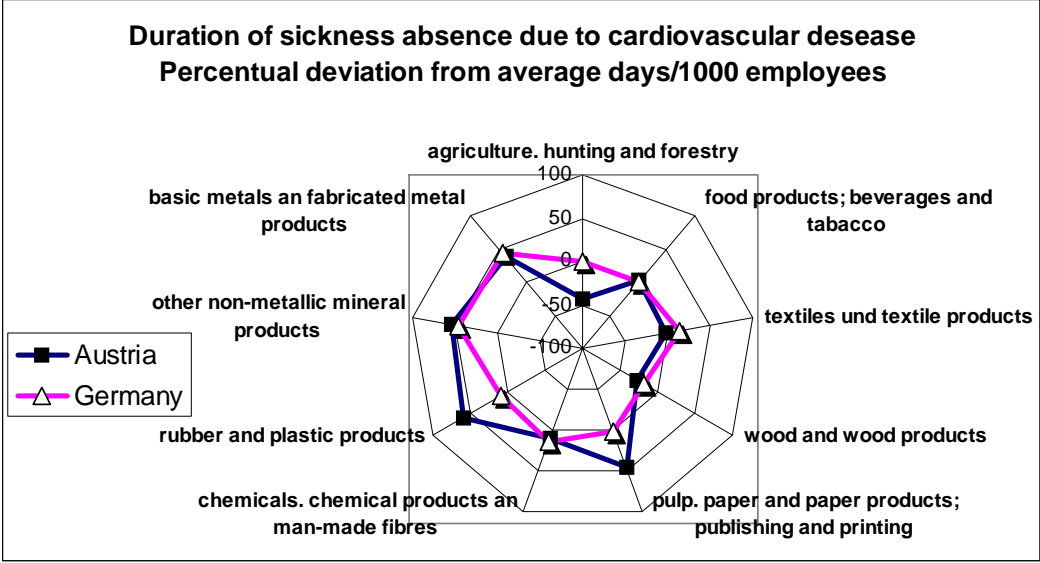 Duration of sickness absence due to cardiovascular desease
Percentual deviation from average days/1000 employees
agriculture. hunting and forestry
100
50
0
-50
-100
basic metals an fabricated metal
products
food products; beverages and
tabacco
other non-metallic mineral
products
textiles und textile products
Austria
Germany
rubber and plastic products
wood and wood products
chemicals. chemical products an
man-made fibres
pulp. paper and paper products;
publishing and printing